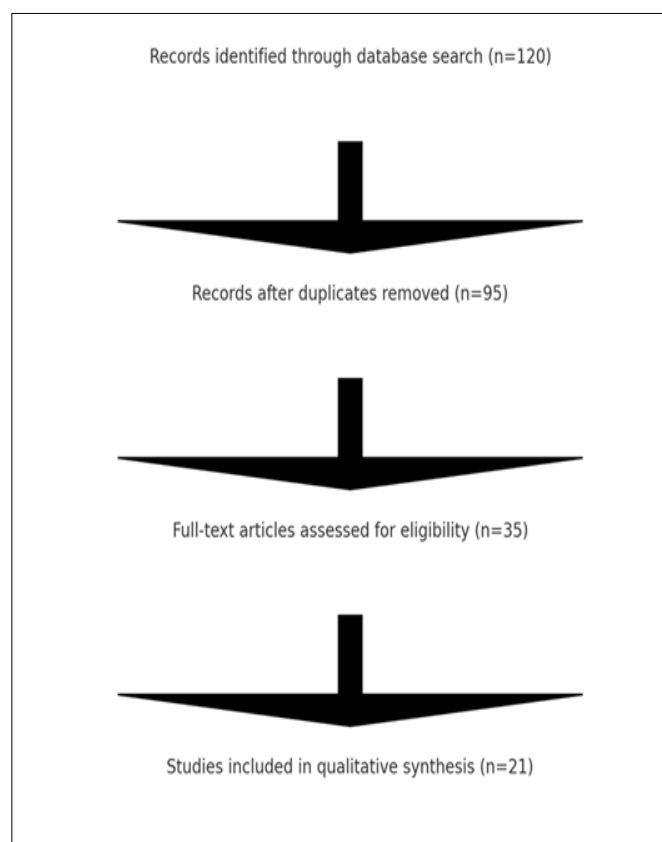 Records identified through database search (n=120)
Records after duplicates removed (n=95)
Full-text articles assessed for eligibility (n=35)
Studies included in qualitative synthesis (n=21)